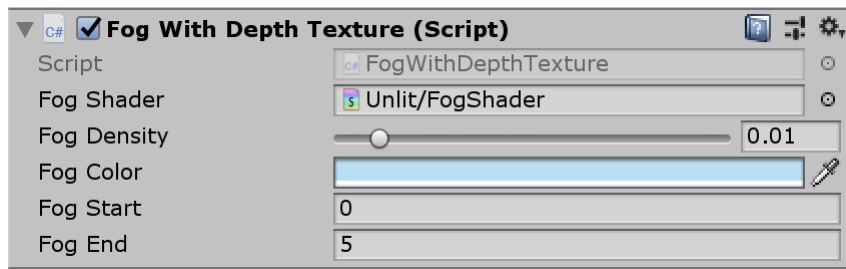 Fog With Depth Texture (Script)
Script FogWithDepthTexture
Fog Shader Unlit/FogShader
Fog Density 0.01
Fog Color
Fog Start 0
Fog End 5